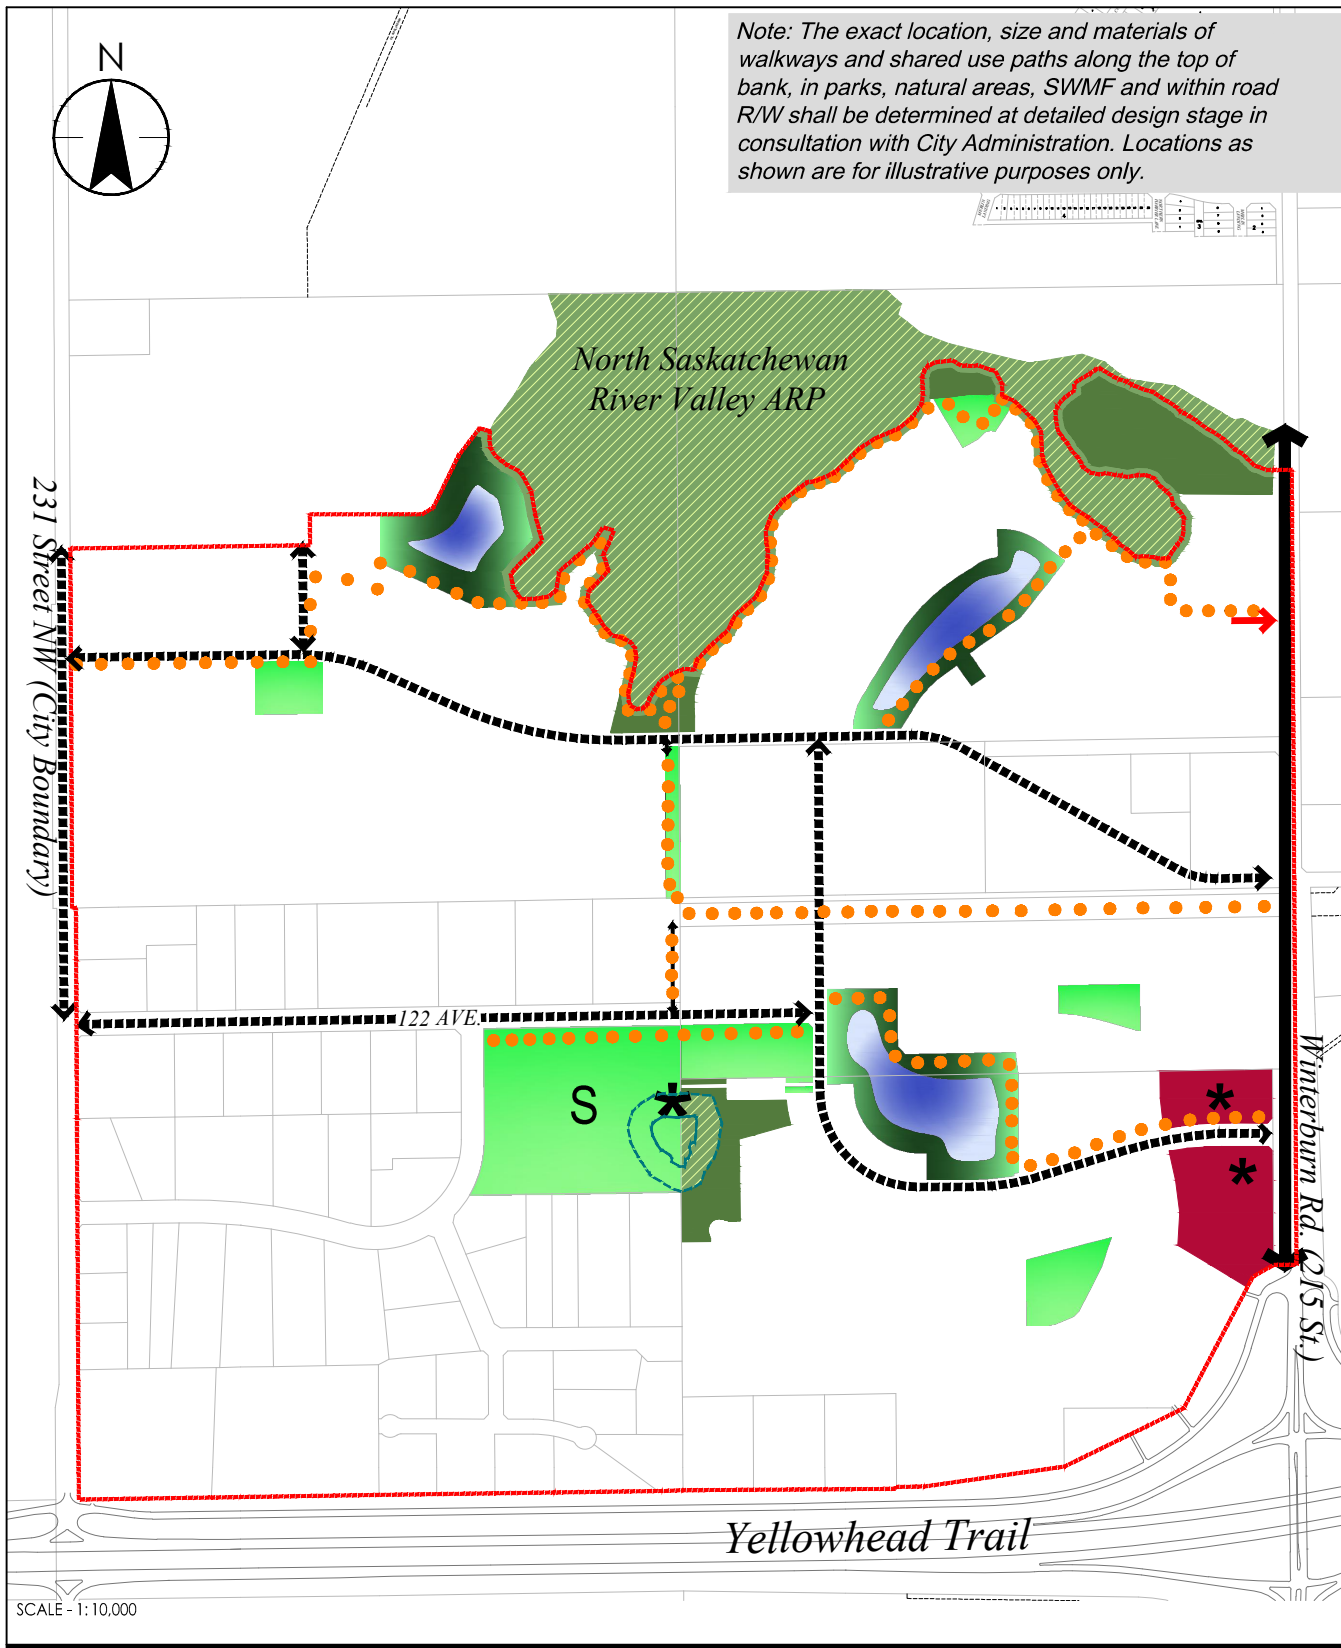 N
Note: The exact location, size and materials of
walkways and shared use paths along the top of
bank, in parks, natural areas, SWMF and within road
R/W shall be determined at detailed design stage in
consultation with City Administration. Locations as
shown are for illustrative purposes only.
4
3
2
North Saskatchewan
River Valley ARP
231 Street NW (City Boundary)
122 AVE.
S
*
*
*
Winterburn Rd. (215 St.)
Yellowhead Trail
SCALE - 1:10,000